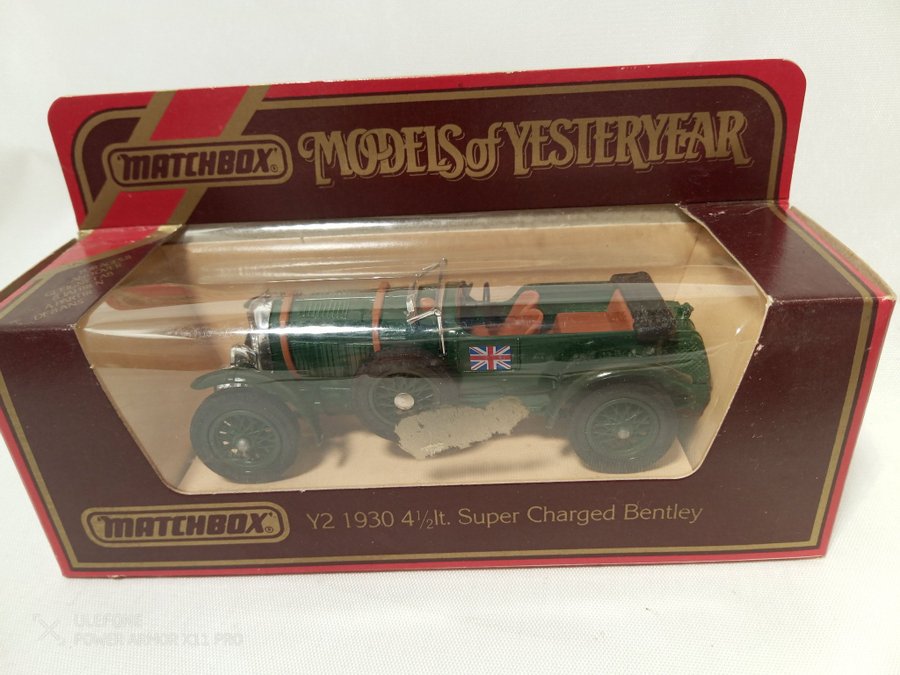 MATCHBOX®
MODELS of YESTERYEAR
MATCHBOX®
Y2 1930 4½lt. Super Charged Bentley
ULEFONE
POWER ARMOR X11 PRO